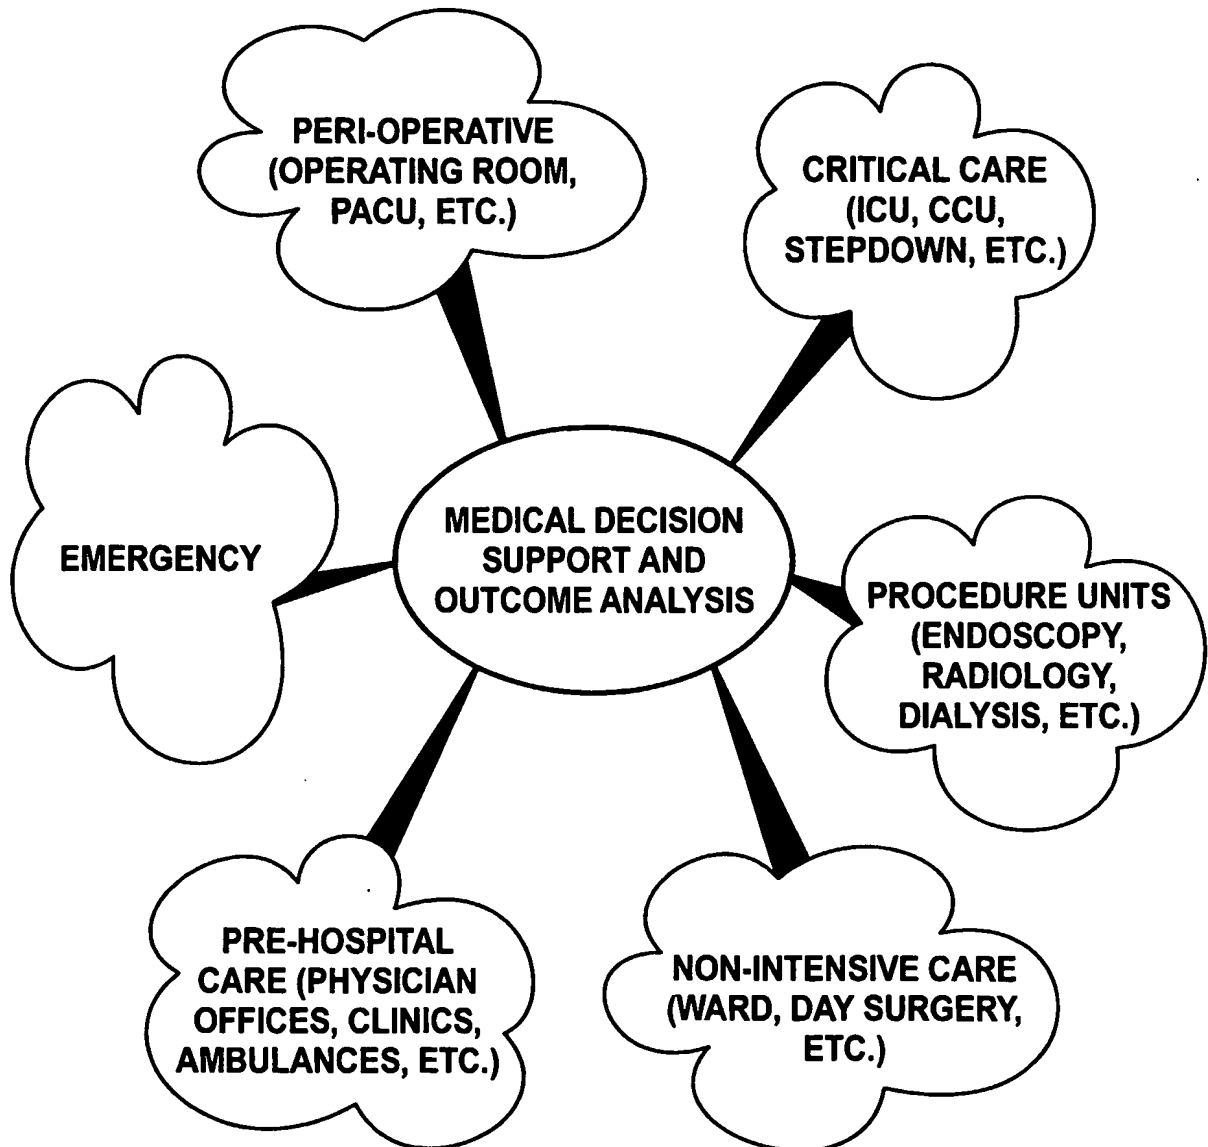 PERI-OPERATIVE
(OPERATING ROOM,
PACU, ETC.)
CRITICAL CARE
(ICU, CCU,
STEPDOWN, ETC.)
EMERGENCY
MEDICAL DECISION
SUPPORT AND
OUTCOME ANALYSIS
PROCEDURE UNITS
(ENDOSCOPY,
RADIOLOGY,
DIALYSIS, ETC.)
PRE-HOSPITAL
CARE (PHYSICIAN
OFFICES, CLINICS,
AMBULANCES, ETC.)
NON-INTENSIVE CARE
(WARD, DAY SURGERY,
ETC.)